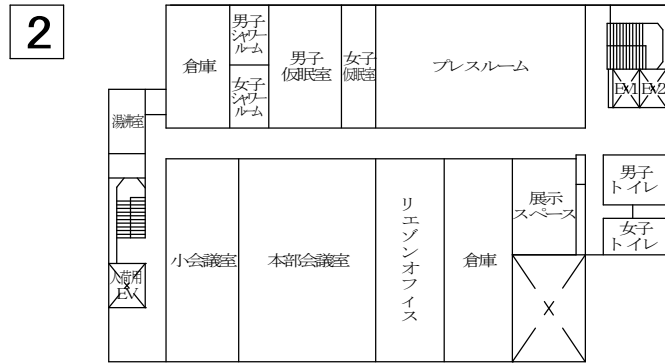 2
倉庫
男子
シャワー
ルーム
女子
シャワー
ルーム
男子
仮眠室
女子
仮眠室
プレスルーム
EV1
EV2
湯沸室
男子
トイレ
女子
トイレ
展示
スペース
小会議室
本部会議室
リエゾンオフィス
倉庫
人荷用
EV